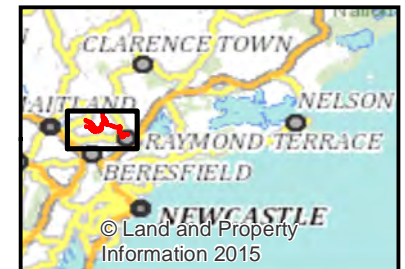 CLARENCE TOWN
AITLAND
NELSON
RAYMOND TERRACE
BERESFIELD
NEWCASTLE
© Land and Property
Information 2015